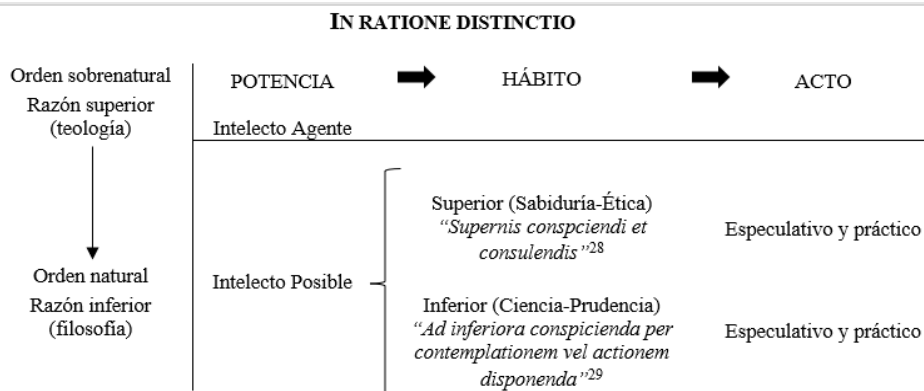 IN RATIONE DISTINCTIO
Orden sobrenatural
Razón superior
(teología)
POTENCIA
HÁBITO
ACTO
Intelecto Agente
Superior (Sabiduría-Ética)
“Supernis conspciendi et
consulendis”28
Especulativo y práctico
Orden natural
Razón inferior
(filosofía)
Intelecto Posible
Inferior (Ciencia-Prudencia)
“Ad inferiora conspicienda per
contemplationem vel actionem
disponenda”29
Especulativo y práctico